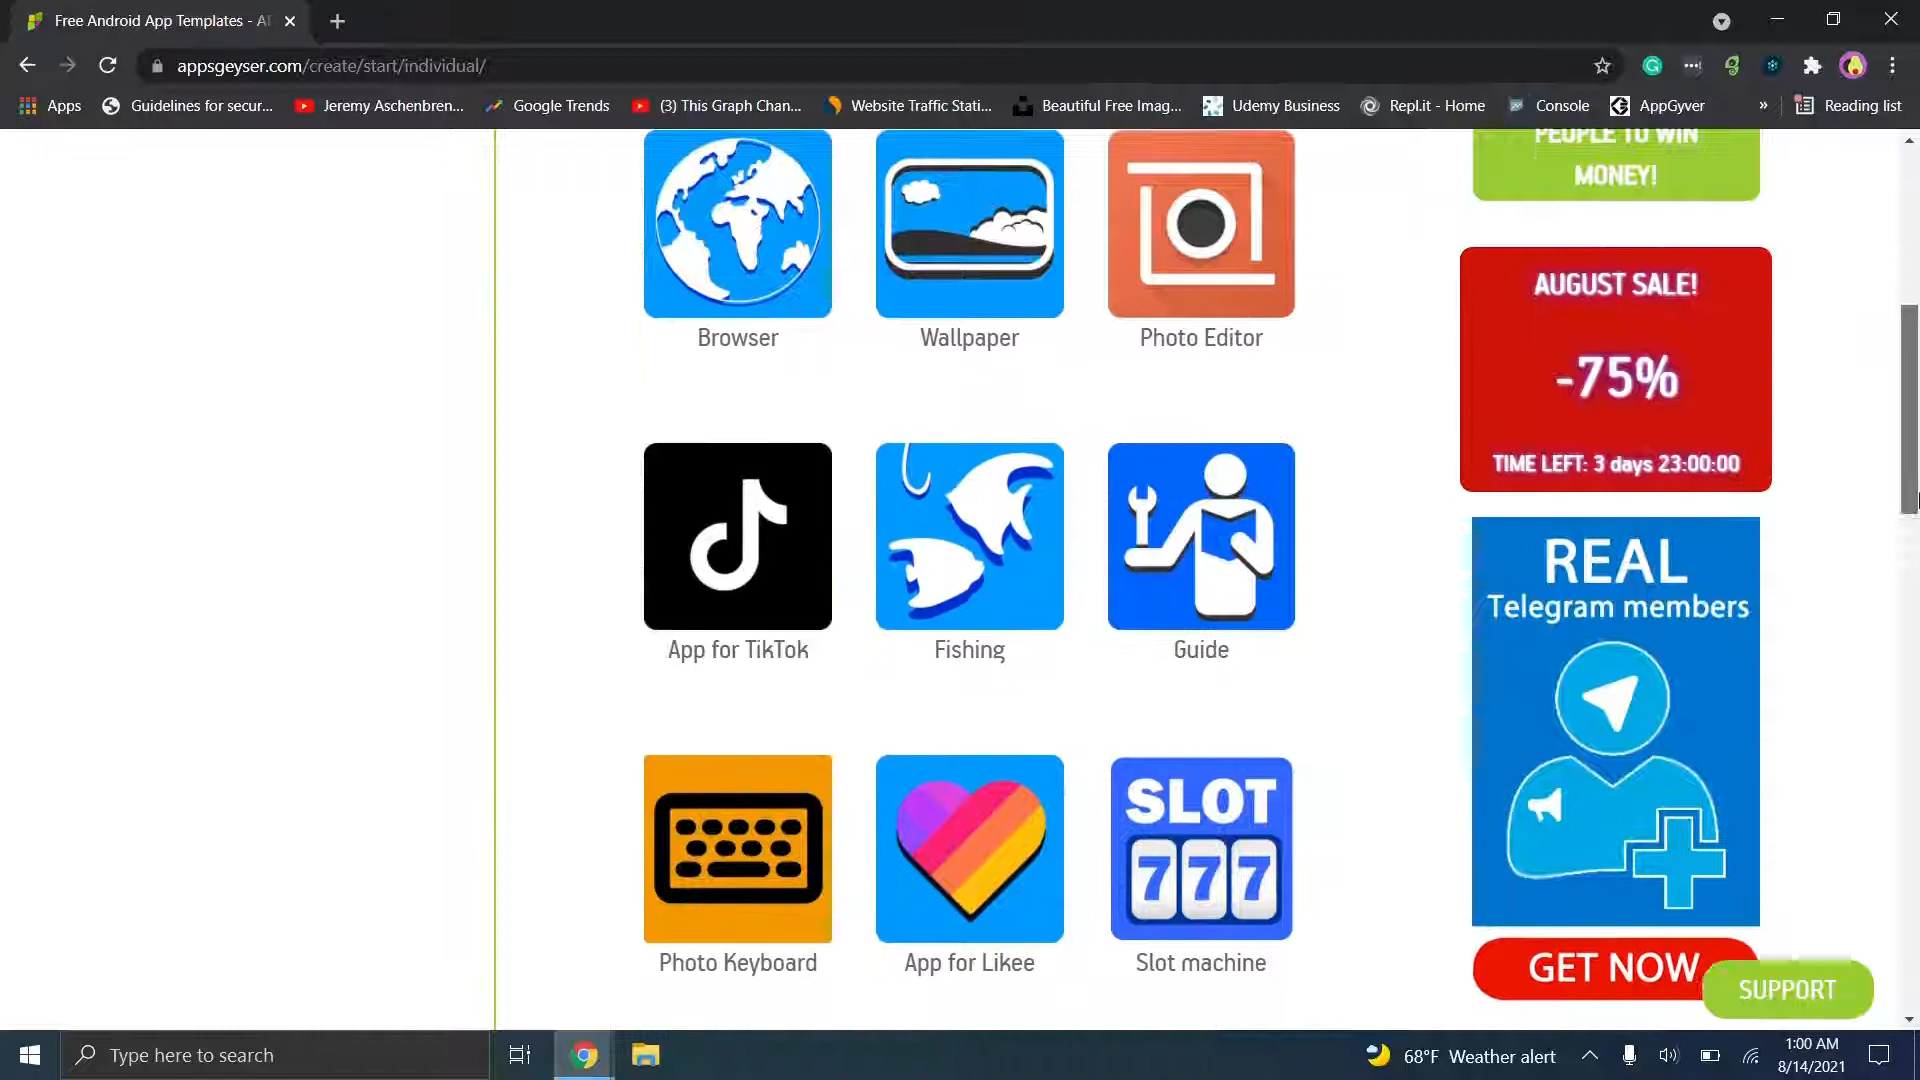 Free Android App Templates - Al
appsgeyser.com/create/start/individual/
Apps
Guidelines for secur...
Jeremy Aschenbren...
Google Trends
(3) This Graph Chan...
Website Traffic Stati...
Beautiful Free Imag...
Udemy Business
Repl.it - Home
Console
AppGyver
»
Reading list
PEOPLE TO WIN
MONEY!
Browser
Wallpaper
Photo Editor
AUGUST SALE!
-75%
TIME LEFT: 3 days 23:00:00
App for TikTok
Fishing
Guide
REAL
Telegram members
SLOT
777
Photo Keyboard
App for Likee
Slot machine
GET NOW
SUPPORT
Type here to search
68°F Weather alert
1:00 AM
8/14/2021